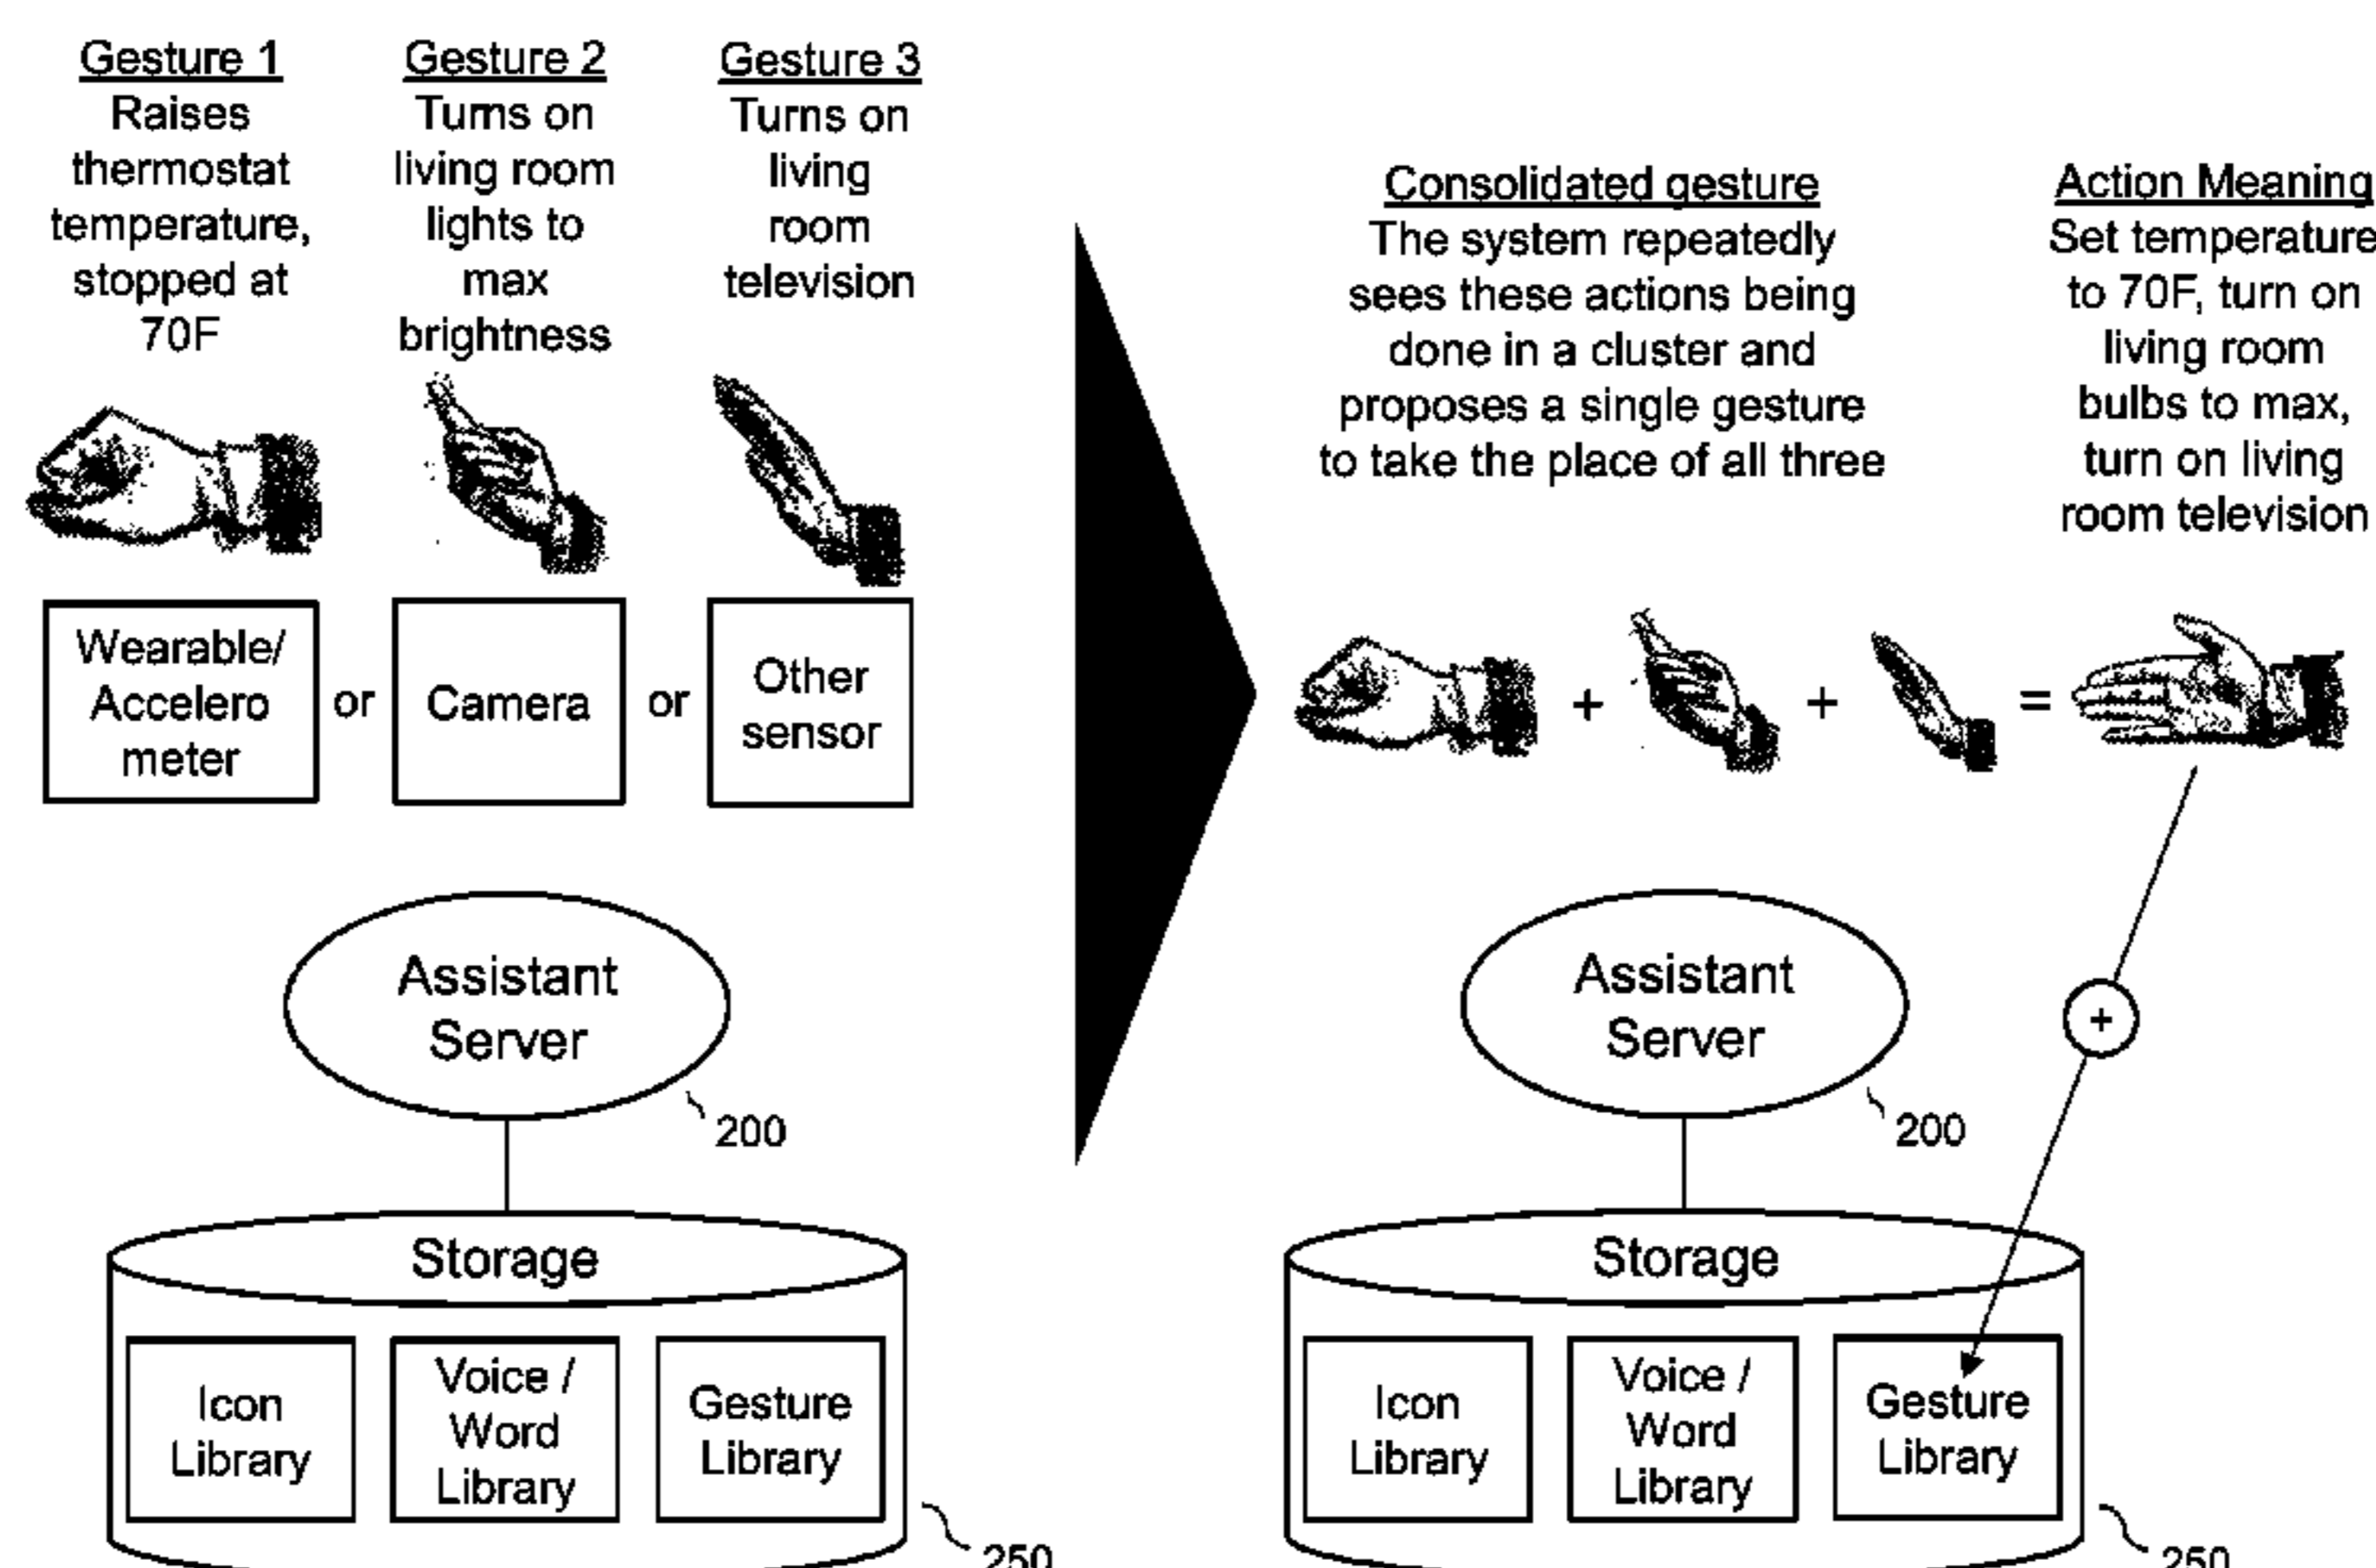 Gesture 1
Raises
thermostat
temperature,
stopped at
70F
Gesture 2
Turns on
living room
lights to
max
brightness
Gesture 3
Turns on
living
room
television
Wearable/
Accelero
meter
or
Camera
or
Other
sensor
Assistant
Server
200
Storage
Icon
Library
Voice /
Word
Library
Gesture
Library
250
Consolidated gesture
The system repeatedly
sees these actions being
done in a cluster and
proposes a single gesture
to take the place of all three
Action Meaning
Set temperature
to 70F, turn on
living room
bulbs to max,
turn on living
room television
+
+
=
+
Assistant
Server
200
Storage
Icon
Library
Voice /
Word
Library
Gesture
Library
250